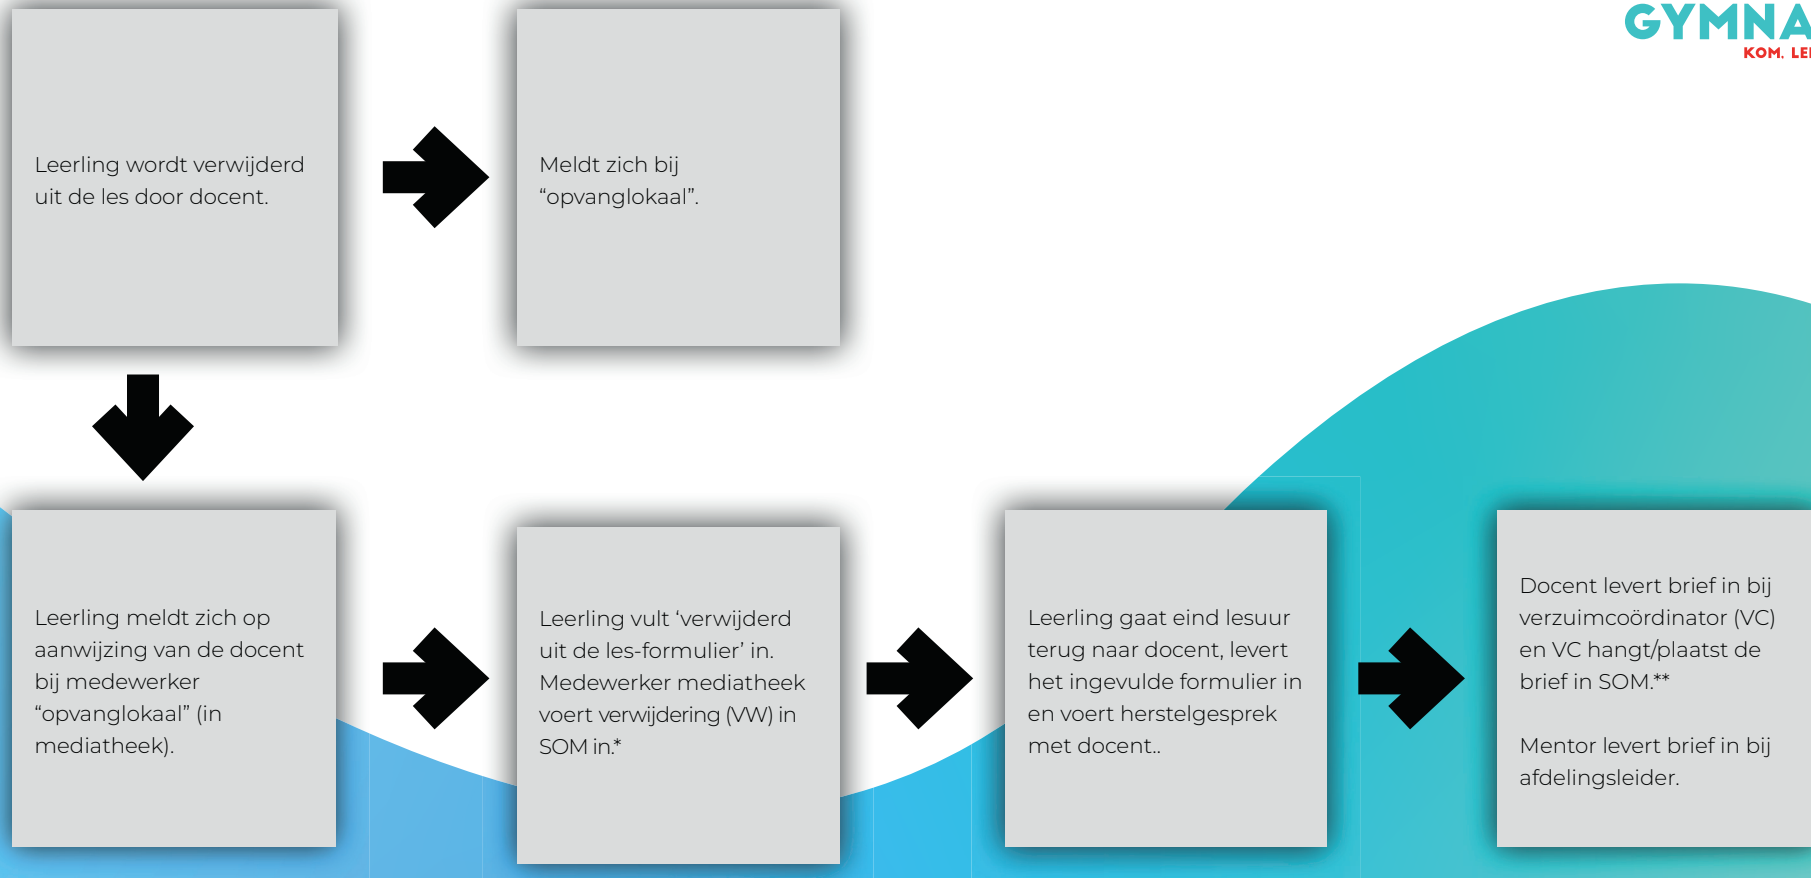 GYMNA
KOM. LEE
Leerling wordt verwijderd
uit de les door docent.
Meldt zich bij
“opvanglokaal”.
Leerling meldt zich op
aanwijzing van de docent
bij medewerker
“opvanglokaal” (in
mediatheek).
Leerling vult ‘verwijderd
uit de les-formulier’ in.
Medewerker mediatheek
voert verwijdering (VW) in
SOM in.*
Leerling gaat eind lesuur
terug naar docent, levert
het ingevulde formulier in
en voert herstelgesprek
met docent..
Docent levert brief in bij
verzuimcoördinator (VC)
en VC hangt/plaatst de
brief in SOM.**
Mentor levert brief in bij
afdelingsleider.